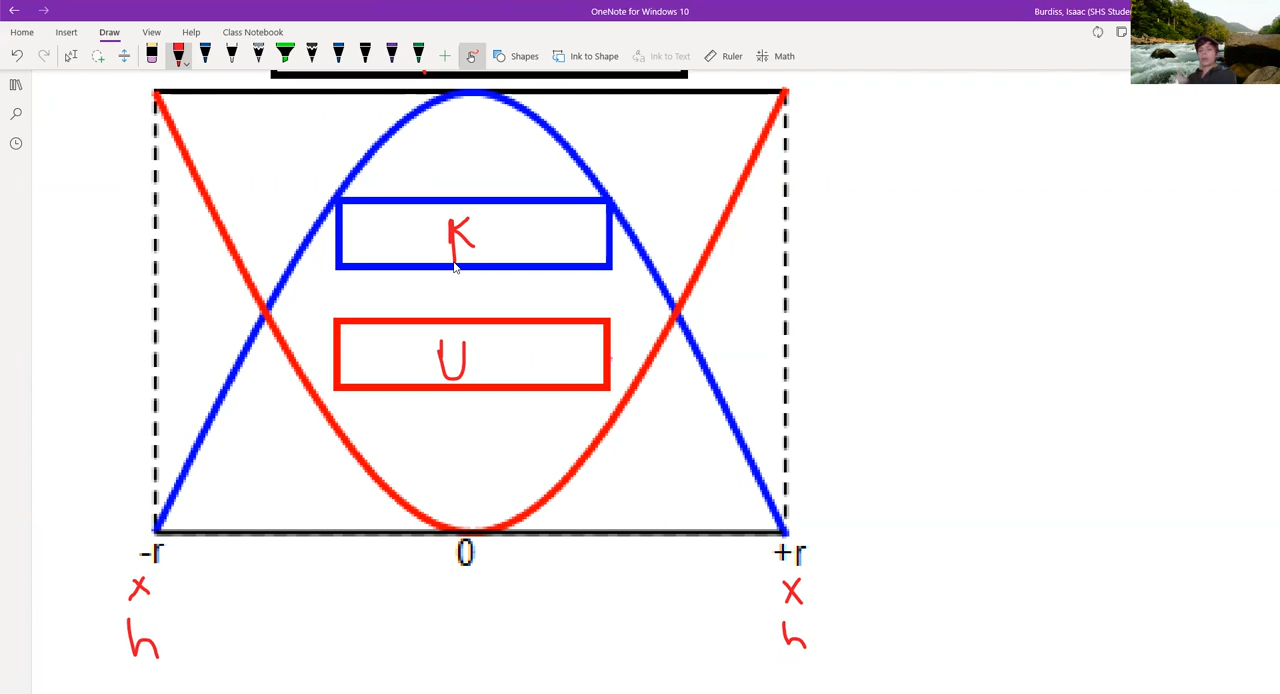 OneNote for Windows 10
Burdiss, Isaac (SHS Stude
Home Insert Draw View Help Class Notebook
Shapes Ink to Shape Ink to Text Ruler Math
K
U
-r 0 +r
x x
h h